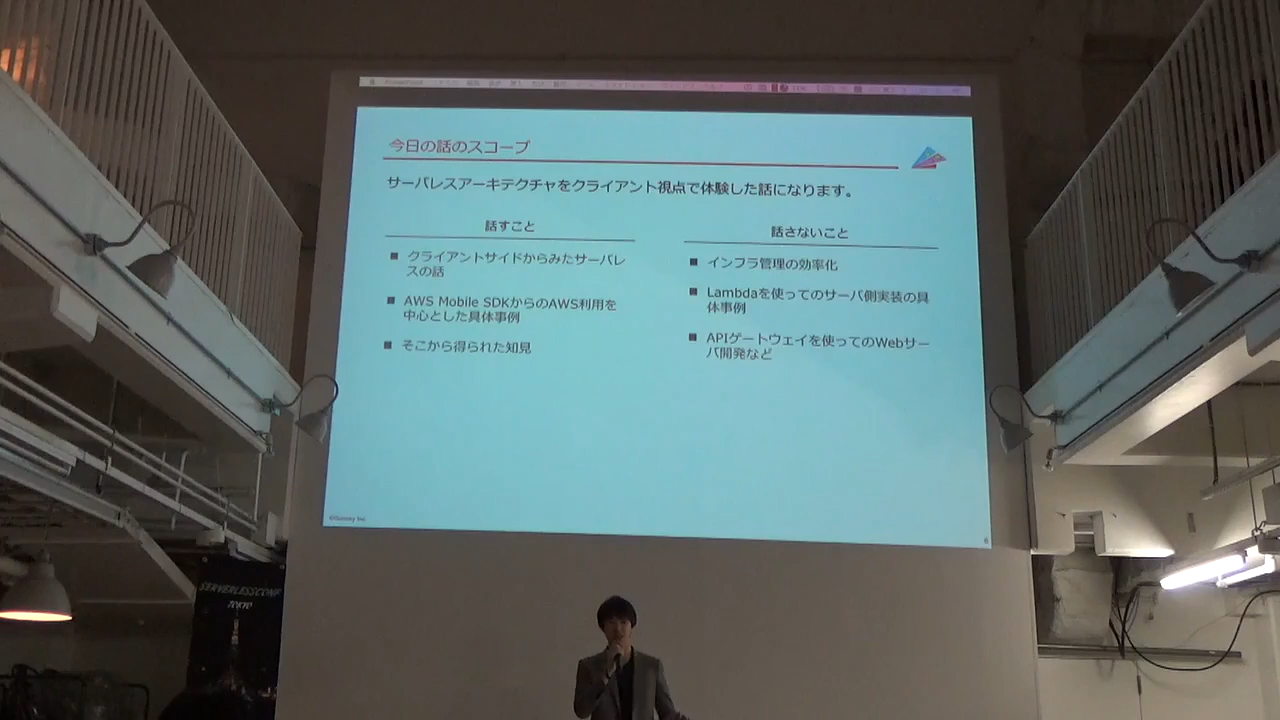 今日の話のスコープ
サーバレスアーキテクチャをクライアント視点で体験した話になります。
話すこと
■ クライアントサイドからみたサーバレ
スの話
■ AWS Mobile SDKからのAWS利用を
中心とした具体事例
■ そこから得られた知見
話さないこと
■ インフラ管理の効率化
■ Lambdaを使ってのサーバ側実装の具
体事例
■ APIゲートウェイを使ってのWebサー
バ開発など
6
SERVERLESSCONF
TOKYO